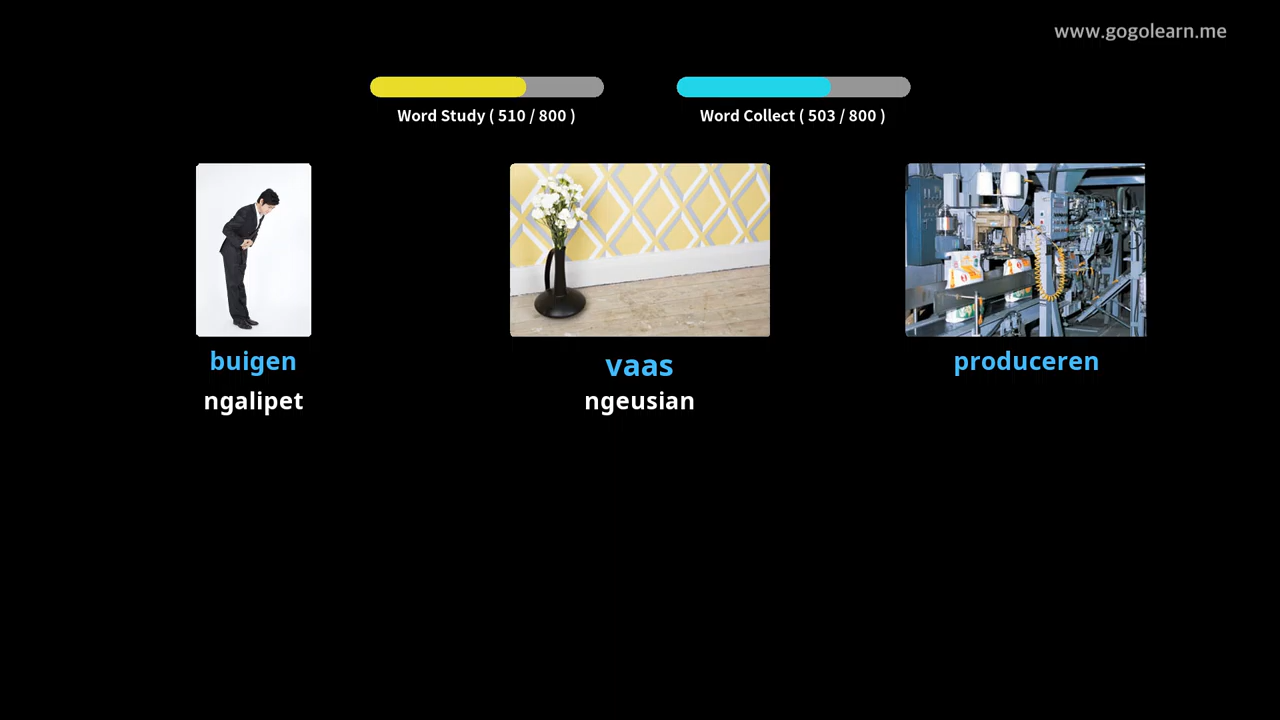 www.gogolearn.me
Word Study ( 510 / 800 )
Word Collect ( 503 / 800 )
buigen
ngalipet
vaas
ngeusian
produceren